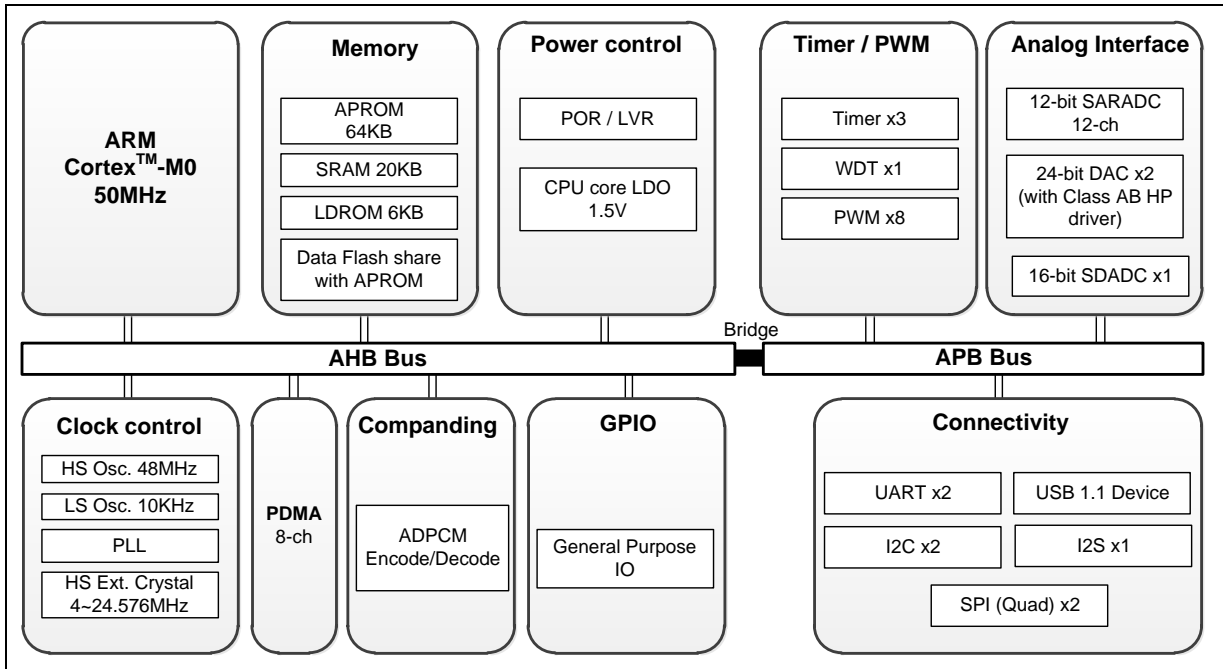 ARM
Cortex™-M0
50MHz
Memory
APROM
64KB
SRAM 20KB
LDROM 6KB
Data Flash share
with APROM
Power control
POR / LVR
CPU core LDO
1.5V
Timer / PWM
Timer x3
WDT x1
PWM x8
Analog Interface
12-bit SARADC
12-ch
24-bit DAC x2
(with Class AB HP
driver)
16-bit SDADC x1
AHB Bus
Bridge
APB Bus
Clock control
HS Osc. 48MHz
LS Osc. 10KHz
PLL
HS Ext. Crystal
4~24.576MHz
PDMA
8-ch
Companding
ADPCM
Encode/Decode
GPIO
General Purpose
IO
Connectivity
UART x2
USB 1.1 Device
I2C x2
I2S x1
SPI (Quad) x2